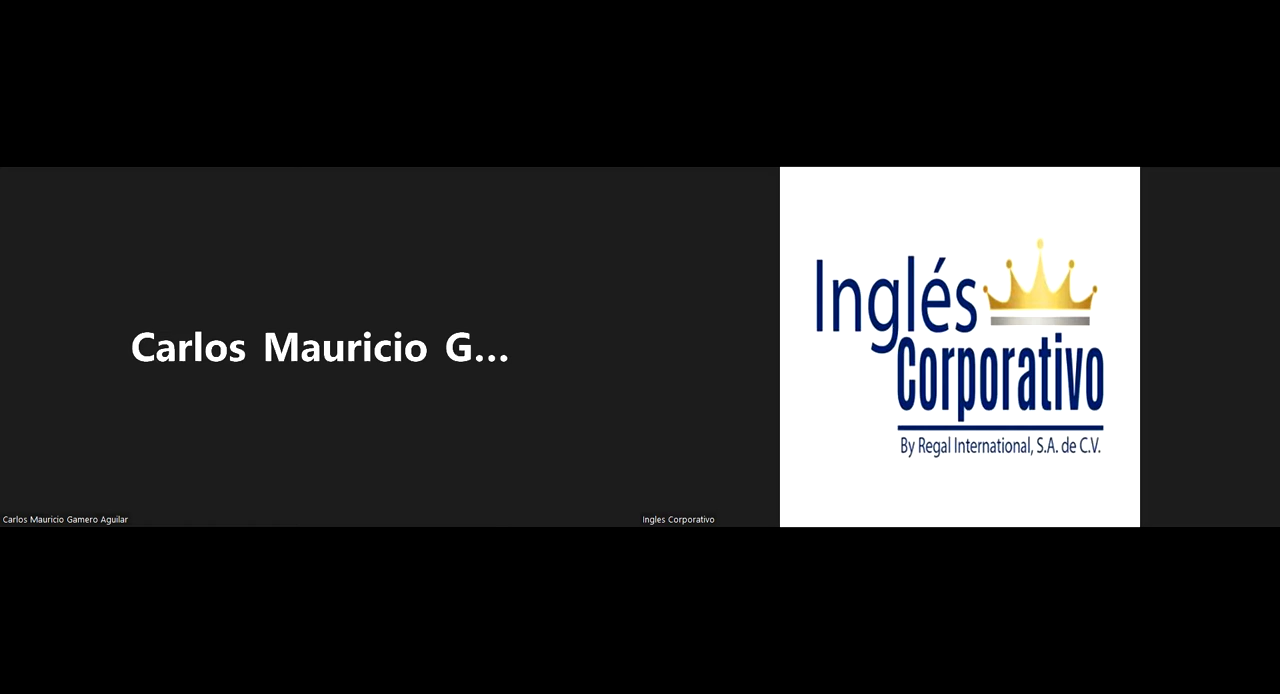 Carlos Mauricio G...
Inglés
Corporativo
By Regal International, S.A. de C.V.
Carlos Mauricio Gamero Aguilar
Ingles Corporativo